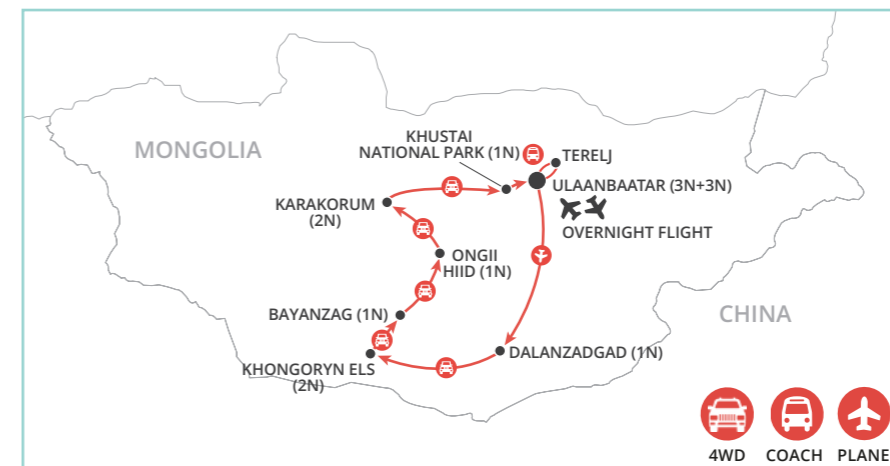 MONGOLIA
KHUSTAI
NATIONAL PARK (1N)
TERELJ
ULAANBAATAR (3N+3N)
KARAKORUM
(2N)
OVERNIGHT FLIGHT
ONGII
HIID (1N)
BAYANZAG (1N)
CHINA
DALANZADGAD (1N)
KHONGORYN ELS
(2N)
4WD
COACH
PLANE